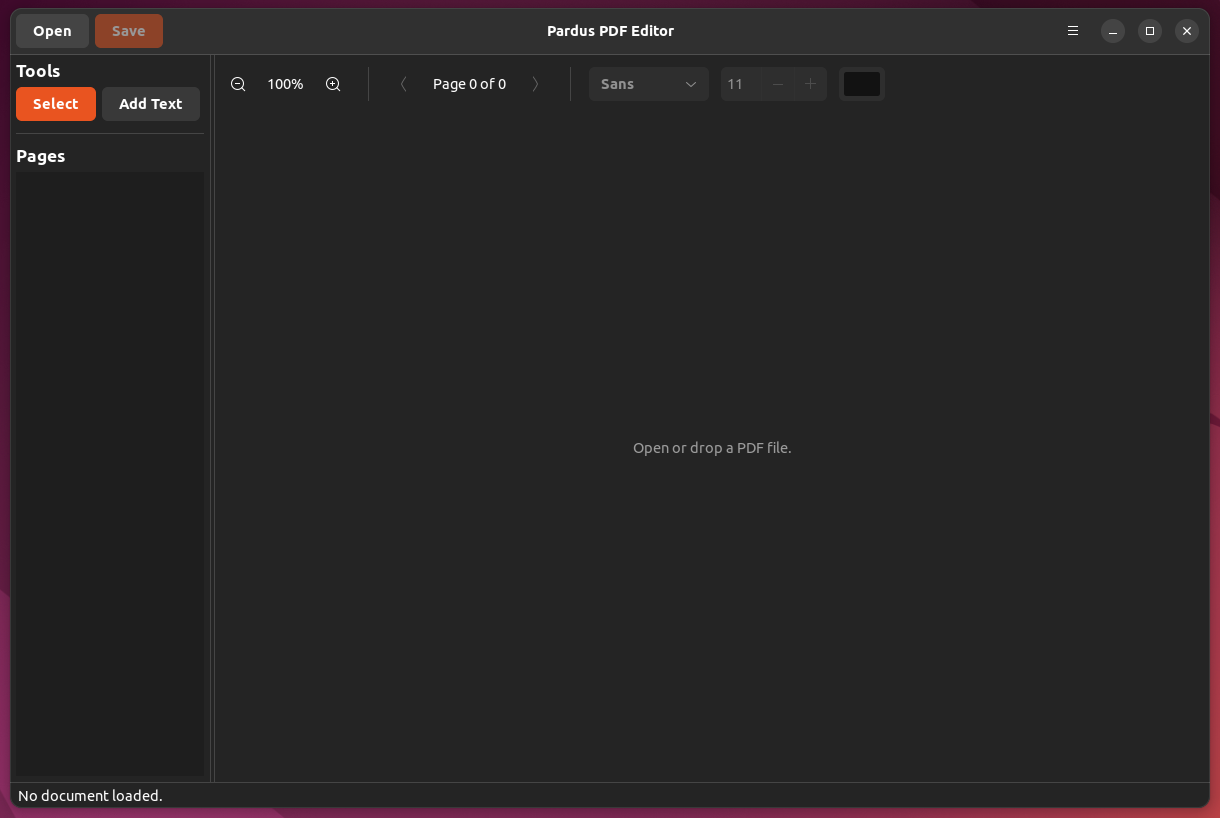 Open
Save
Pardus PDF Editor
Tools
Select
Add Text
Pages
100%
Page 0 of 0
Sans
11
Open or drop a PDF file.
No document loaded.